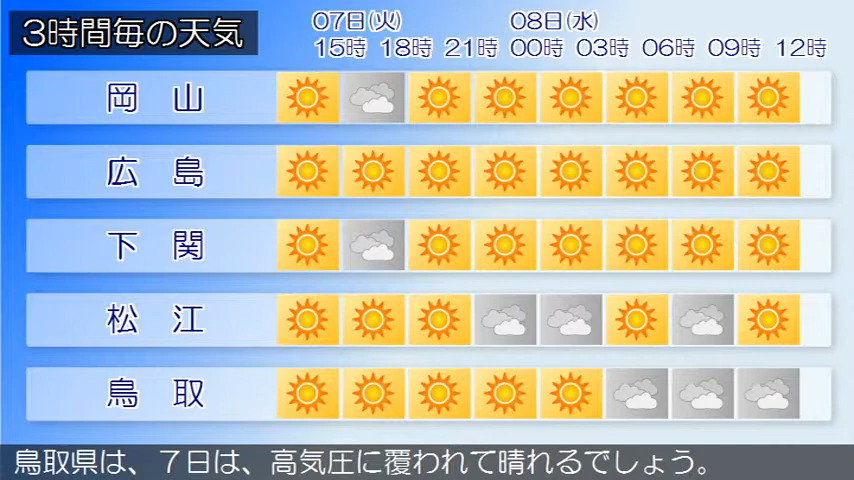 3時間毎の天気
07日(火) 08日(水)
15時 18時 21時 00時 03時 06時 09時 12時
岡 山
広 島
下 関
松 江
鳥 取
鳥取県は、７日は、高気圧に覆われて晴れるでしょう。